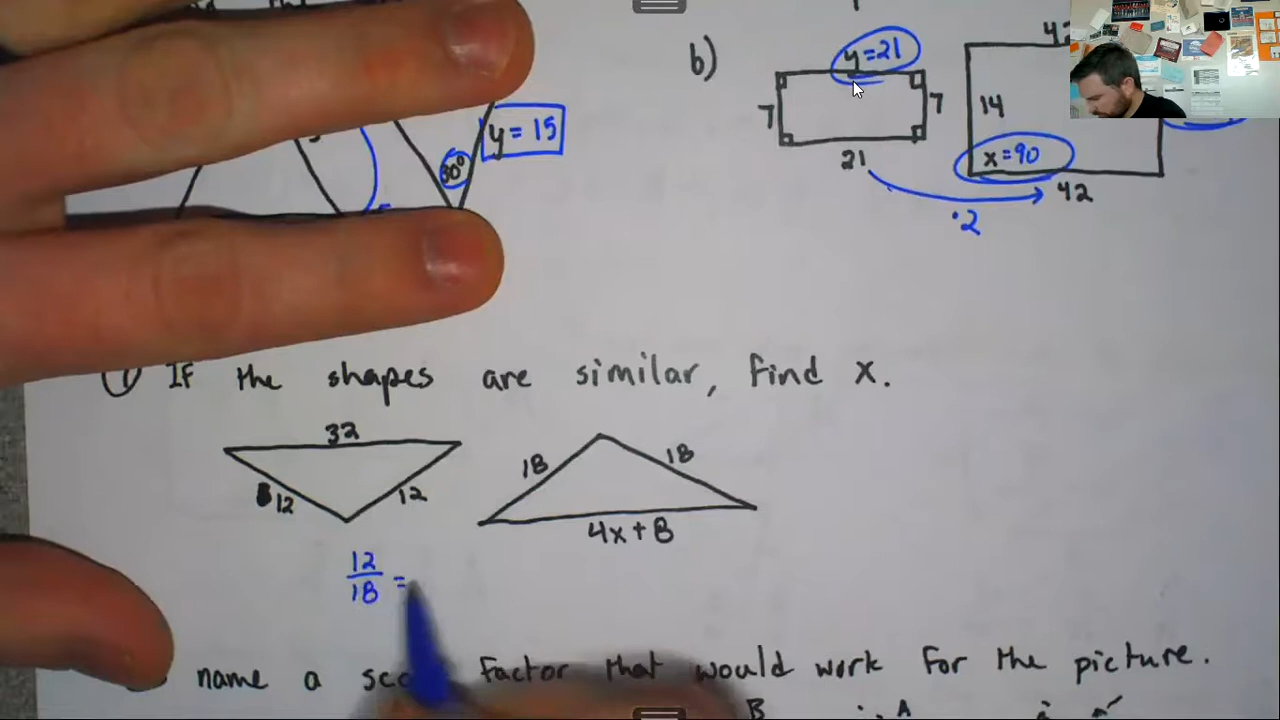 b)
y=21
7
7
21
14
x=90
42
·2
30°
y=15
① If the shapes are similar, find x.
32
12
12
18
18
4x+8
12/18 =
name a factor that would work for the picture.
B
A